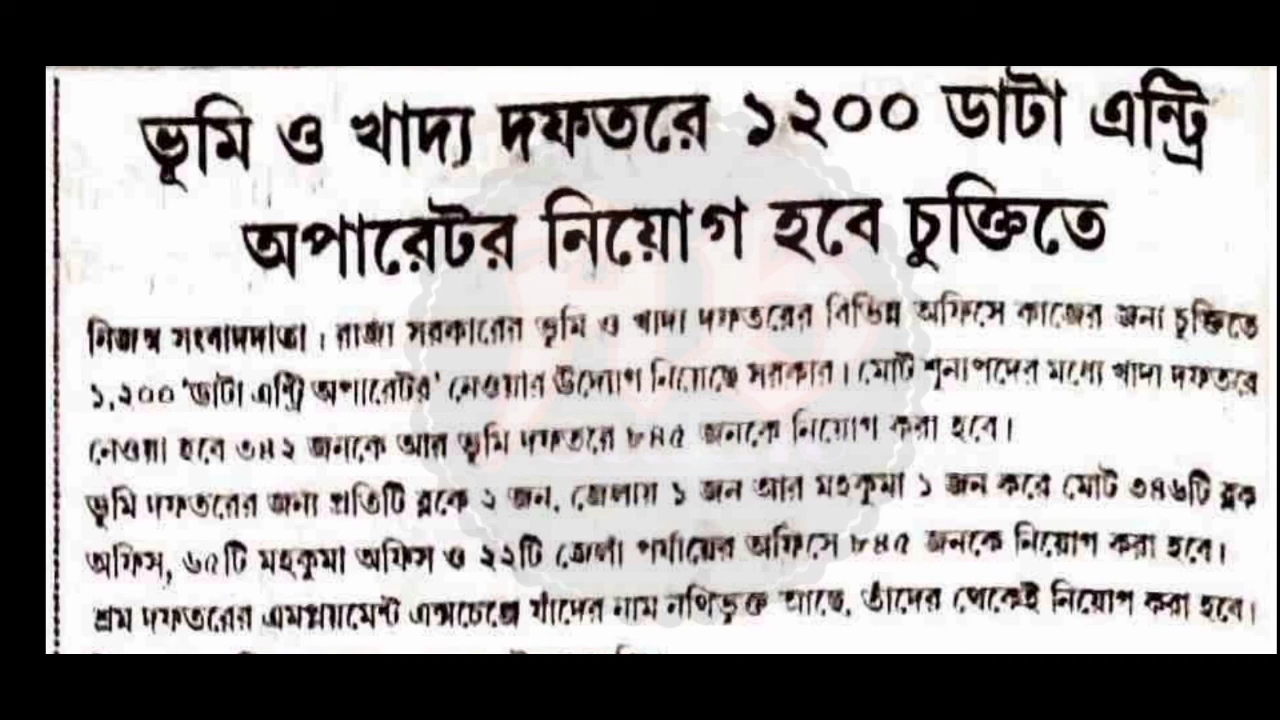 ভূমি ও খাদ্য দফতরে ১২০০ ডাটা এন্ট্রি
অপারেটর নিয়োগ হবে চুক্তিতে
নিজস্ব সংবাদদাতা : রাজ্য সরকারের ভূমি ও খাদ্য দফতরের বিভিন্ন অফিসে কাজের জন্য চুক্তিতে
১,২০০ 'ডাটা এন্ট্রি অপারেটর' নেওয়ার উদ্যোগ নিয়েছে সরকার। মোট শূন্যপদের মধ্যে খাদ্য দফতরে
নেওয়া হবে ৩৪২ জনকে আর ভূমি দফতরে ৮৪৫ জনকে নিয়োগ করা হবে।
ভূমি দফতরের জন্য প্রতিটি ব্লকে ২ জন, জেলায় ১ জন আর মহকুমা ১ জন করে মোট ৩৪৬টি ব্লক
অফিস, ৬৫টি মহকুমা অফিস ও ২২টি জেলা পর্যায়ের অফিসে ৮৪৫ জনকে নিয়োগ করা হবে।
শ্রম দফতরের এমপ্লয়মেন্ট এক্সচেঞ্জে যাঁদের নাম নথিভুক্ত আছে, তাঁদের থেকেই নিয়োগ করা হবে।